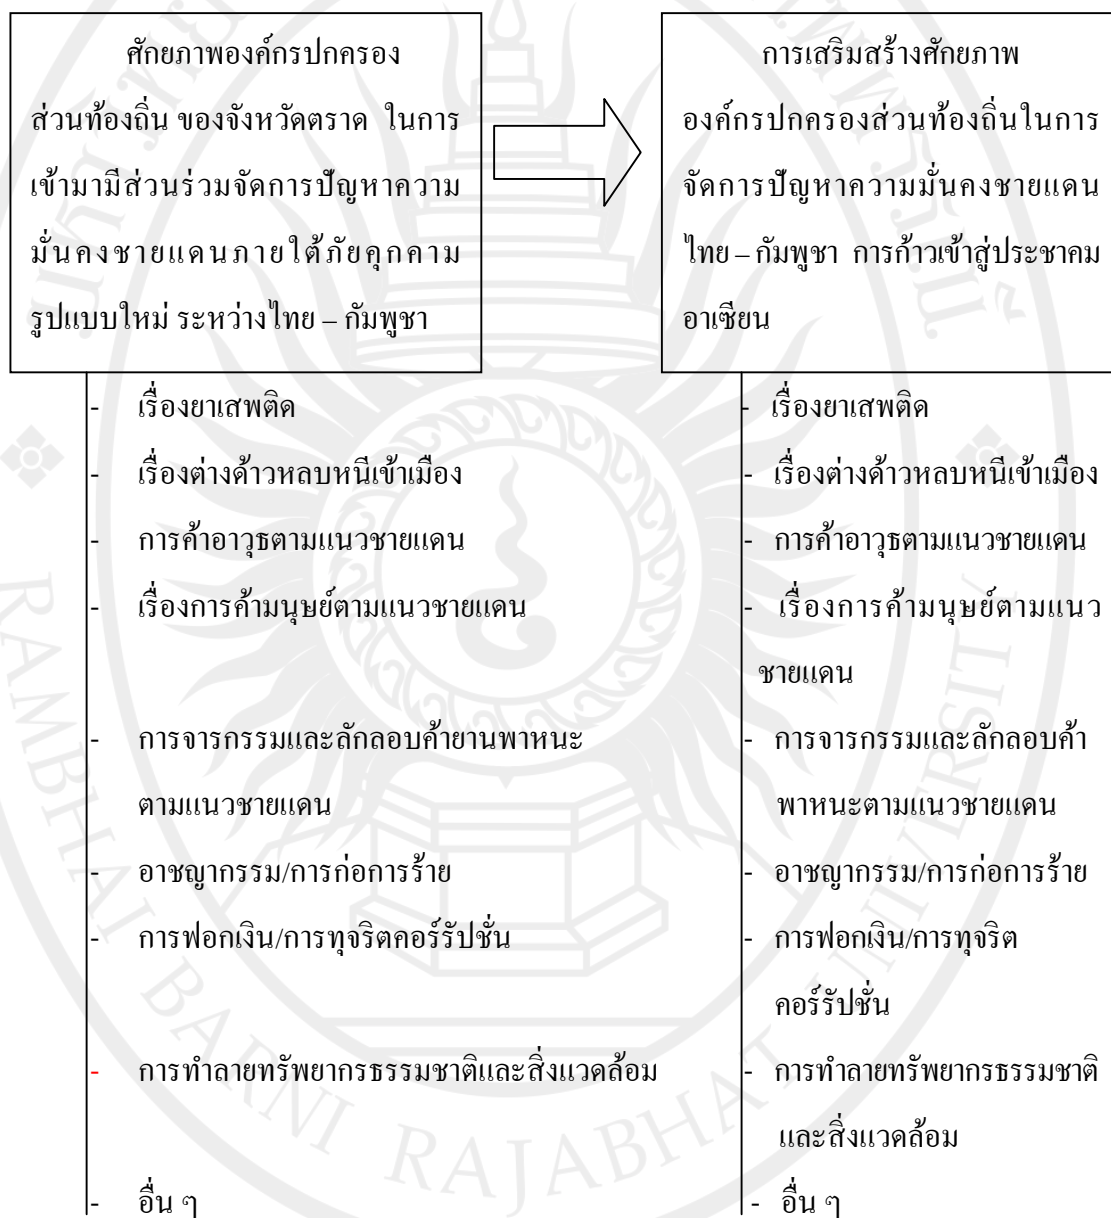 ศักยภาพองค์กรปกครอง
ส่วนท้องถิ่น ของจังหวัดตราด ในการ
เข้ามามีส่วนร่วมจัดการปัญหาความ
มั่นคงชายแดนภายใต้ภัยคุกคาม
รูปแบบใหม่ ระหว่างไทย – กัมพูชา
- เรื่องยาเสพติด
- เรื่องต่างด้าวหลบหนีเข้าเมือง
- การค้าอาวุธตามแนวชายแดน
- เรื่องการค้ามนุษย์ตามแนวชายแดน
- การจารกรรมและลักลอบค้ายานพาหนะ
ตามแนวชายแดน
- อาชญากรรม/การก่อการร้าย
- การฟอกเงิน/การทุจริตคอร์รัปชั่น
- การทำลายทรัพยากรธรรมชาติและสิ่งแวดล้อม
- อื่น ๆ
การเสริมสร้างศักยภาพ
องค์กรปกครองส่วนท้องถิ่นในการ
จัดการปัญหาความมั่นคงชายแดน
ไทย – กัมพูชา การก้าวเข้าสู่ประชาคม
อาเซียน
- เรื่องยาเสพติด
- เรื่องต่างด้าวหลบหนีเข้าเมือง
- การค้าอาวุธตามแนวชายแดน
- เรื่องการค้ามนุษย์ตามแนว
ชายแดน
- การจารกรรมและลักลอบค้า
พาหนะตามแนวชายแดน
- อาชญากรรม/การก่อการร้าย
- การฟอกเงิน/การทุจริต
คอร์รัปชั่น
- การทำลายทรัพยากรธรรมชาติ
และสิ่งแวดล้อม
- อื่น ๆ
RAMBHAI BARNI RAJABHAT UNIVERSITY